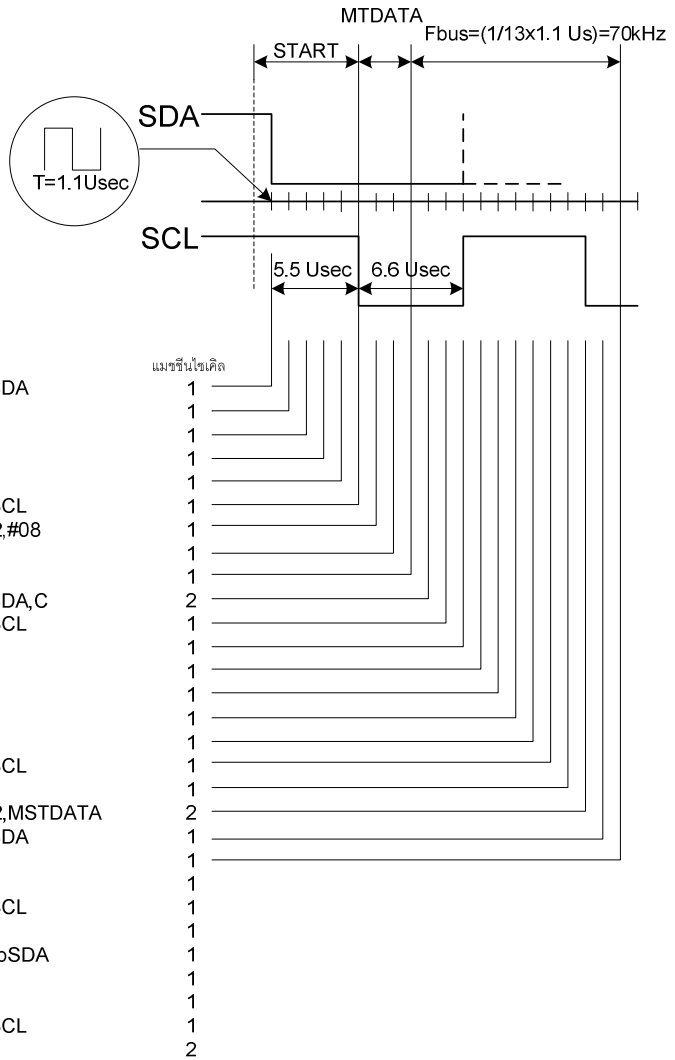 MTDATA
Fbus=(1/13x1.1 Us)=70kHz
START
SDA
T=1.1Usec
SCL
5.5 Usec 6.6 Usec
แมชชีนไซเคิล
DA 1
1
1
1
1
CL 1
2,#08 1
1
1
DA,C 2
CL 1
1
1
1
1
1
CL 1
1
2,MSTDATA 2
DA 1
1
1
CL 1
1
oSDA 1
1
1
CL 1
2